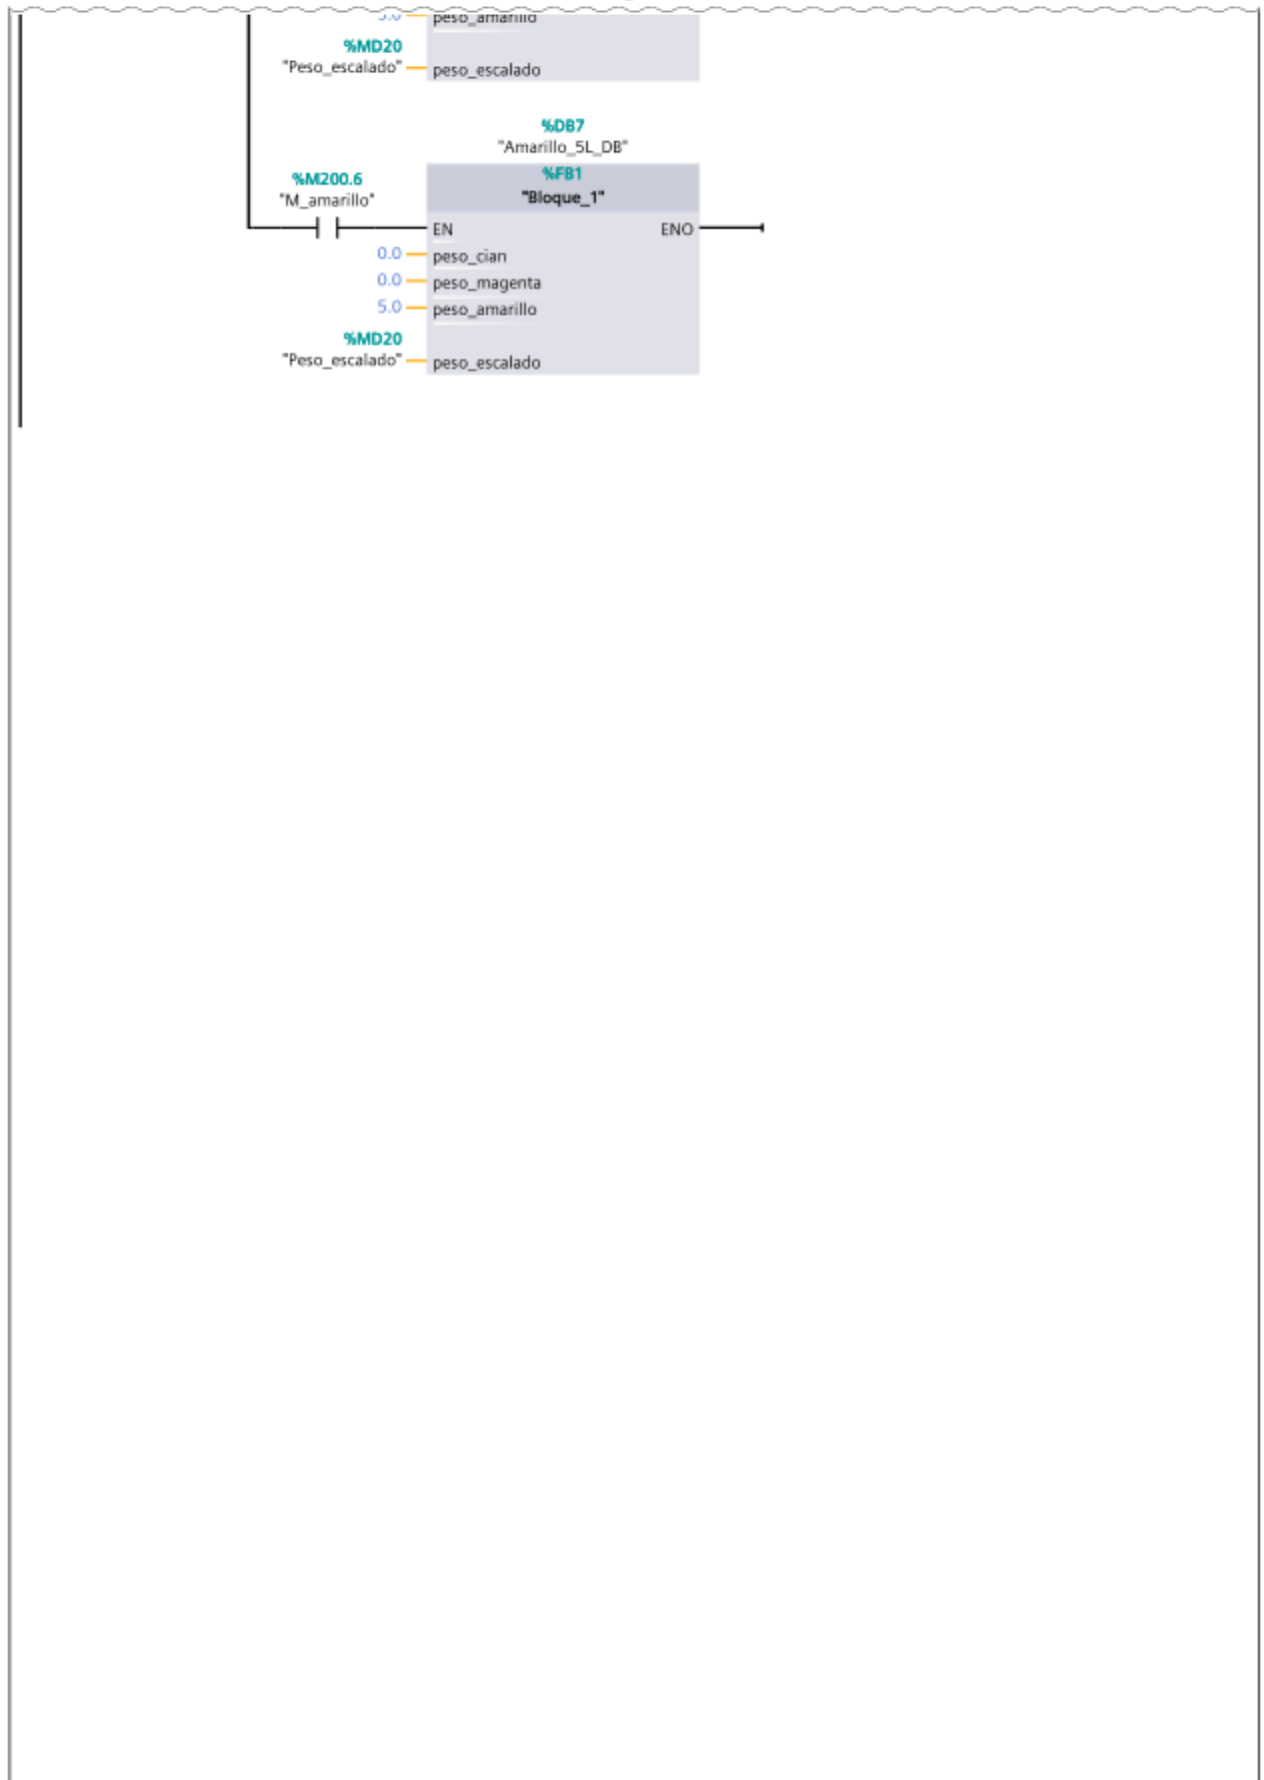 peso_amarillo
%MD20
"Peso_escalado" peso_escalado
%DB7
"Amarillo_5L_DB"
%FB1
"Bloque_1"
%M200.6
"M_amarillo"
EN ENO
0.0 peso_cian
0.0 peso_magenta
5.0 peso_amarillo
%MD20
"Peso_escalado" peso_escalado